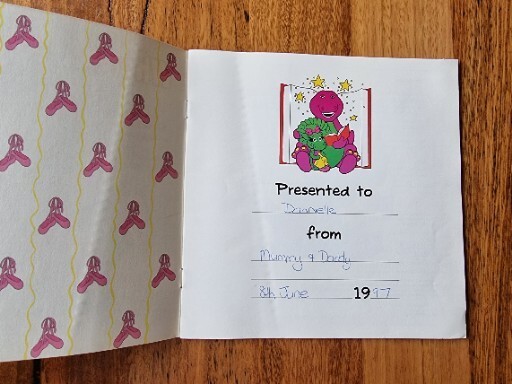 Presented to
Danielle
from
Mummy & Daddy
8th June 1997